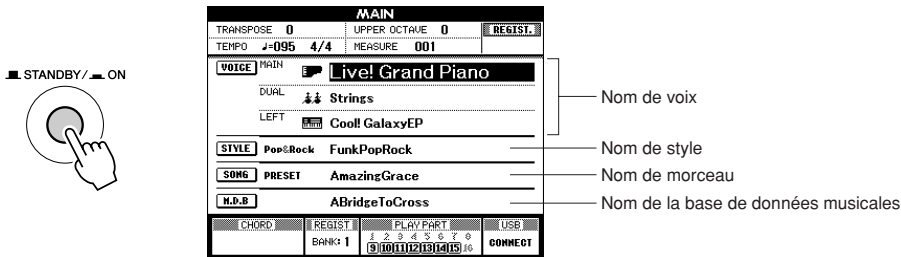 MAIN
TRANSPOSE 0 UPPER OCTAVE 0 REGIST.
TEMPO ♩=095 4/4 MEASURE 001
STANDBY/ ON
VOICE MAIN Live! Grand Piano
DUAL Strings
LEFT Cool! GalaxyEP
Nom de voix
STYLE Pop&Rock FunkPopRock
Nom de style
SONG PRESET AmazingGrace
Nom de morceau
M.D.B ABridgeToCross
Nom de la base de données musicales
CHORD REGIST PLAY PART USB
BANK: 1 1 2 3 4 5 6 7 8 CONNECT
9 10 11 12 13 14 15 16